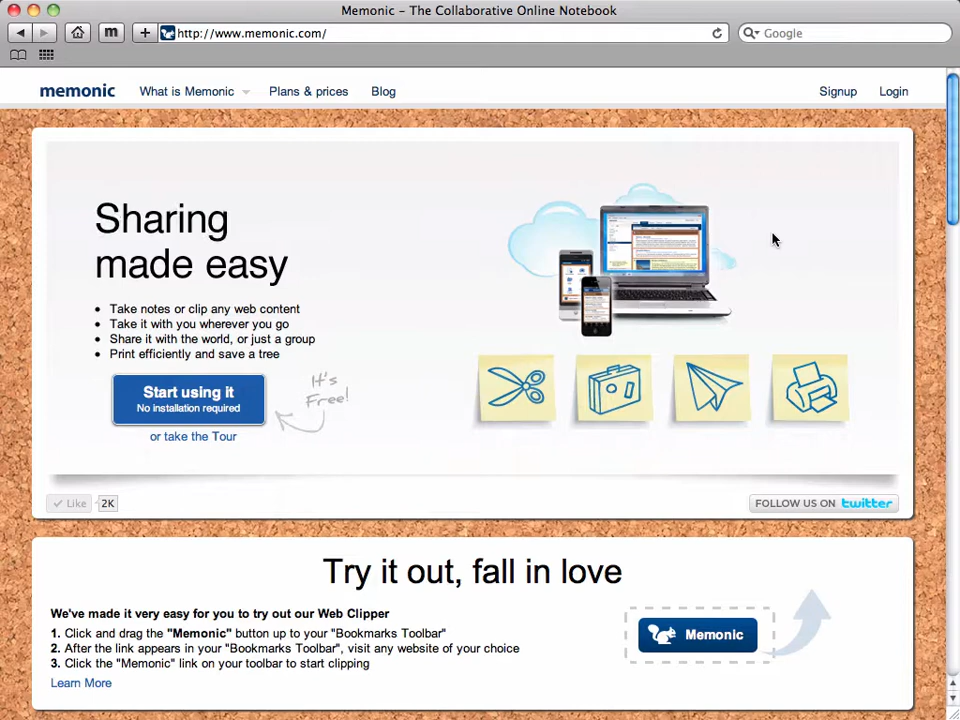 Memonic – The Collaborative Online Notebook
m
+
http://www.memonic.com/
Google
memonic
What is Memonic
Plans & prices
Blog
Signup
Login
Sharing
made easy
• Take notes or clip any web content
• Take it with you wherever you go
• Share it with the world, or just a group
• Print efficiently and save a tree
Start using it
No installation required
It's
Free!
or take the Tour
Like
2K
FOLLOW US ON twitter
Try it out, fall in love
We've made it very easy for you to try out our Web Clipper
1. Click and drag the "Memonic" button up to your "Bookmarks Toolbar"
2. After the link appears in your "Bookmarks Toolbar", visit any website of your choice
3. Click the "Memonic" link on your toolbar to start clipping
Learn More
Memonic